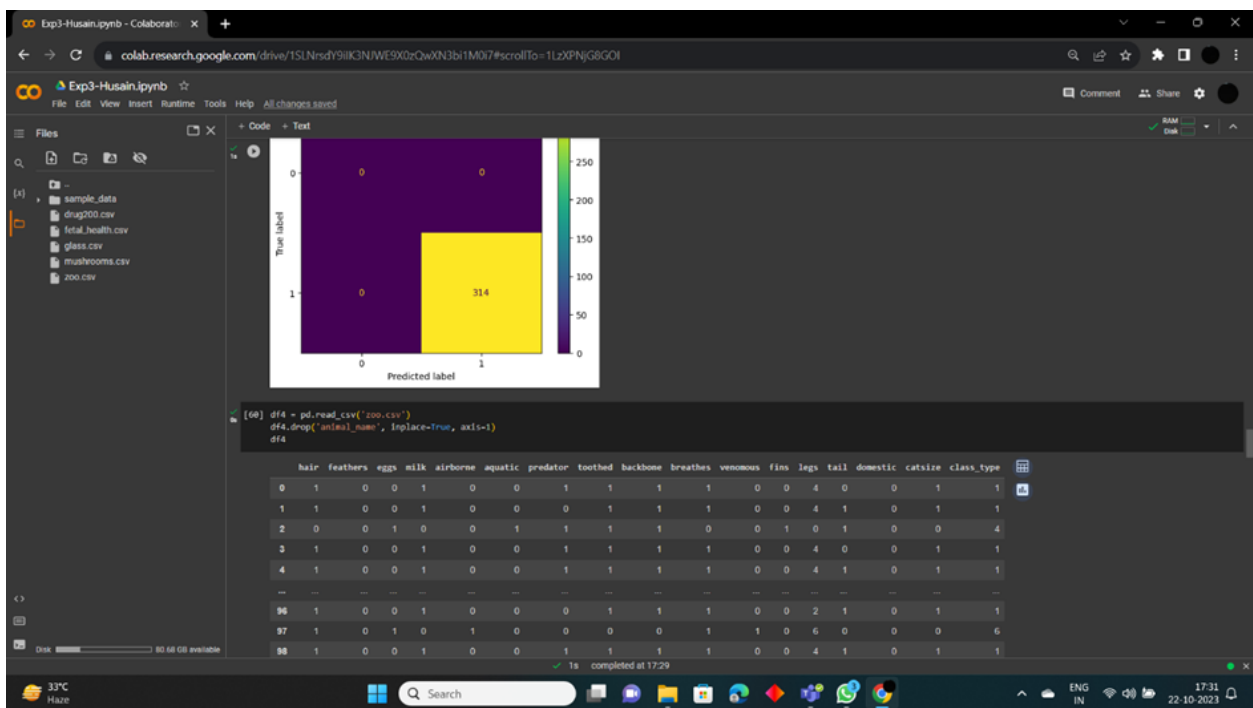 Exp3-Husain.ipynb - Colaborato
colab.research.google.com/drive/1SLNrsdY9iIK3NJWE9X0zQwXN3bi1M0i7#scrollTo=1LzXPNjG8GOI
Exp3-Husain.ipynb
File Edit View Insert Runtime Tools Help All changes saved
Comment Share
Files
+ Code + Text
RAM
Disk
..
sample_data
drug200.csv
fetal_health.csv
glass.csv
mushrooms.csv
zoo.csv
1s
True label
0 0 0
1 0 314
0 1
Predicted label
250
200
150
100
50
0
[60] df4 = pd.read_csv('zoo.csv')
0s
df4.drop('animal_name', inplace=True, axis=1)
df4
hair feathers eggs milk airborne aquatic predator toothed backbone breathes venomous fins legs tail domestic catsize class_type
0 1 0 0 1 0 0 1 1 1 1 0 0 4 0 0 1 1
1 1 0 0 1 0 0 0 1 1 1 0 0 4 1 0 1 1
2 0 0 1 0 0 1 1 1 1 0 0 1 0 1 0 0 4
3 1 0 0 1 0 0 1 1 1 1 0 0 4 0 0 1 1
4 1 0 0 1 0 0 1 1 1 1 0 0 4 1 0 1 1
... ... ... ... ... ... ... ... ... ... ... ... ... ... ... ... ... ...
96 1 0 0 1 0 0 0 1 1 1 0 0 2 1 0 1 1
97 1 0 1 0 1 0 0 0 0 1 1 0 6 0 0 0 6
98 1 0 0 1 0 0 1 1 1 1 0 0 4 1 0 1 1
Disk 80.68 GB available
1s completed at 17:29
33°C
Haze
Search
ENG
IN
17:31
22-10-2023